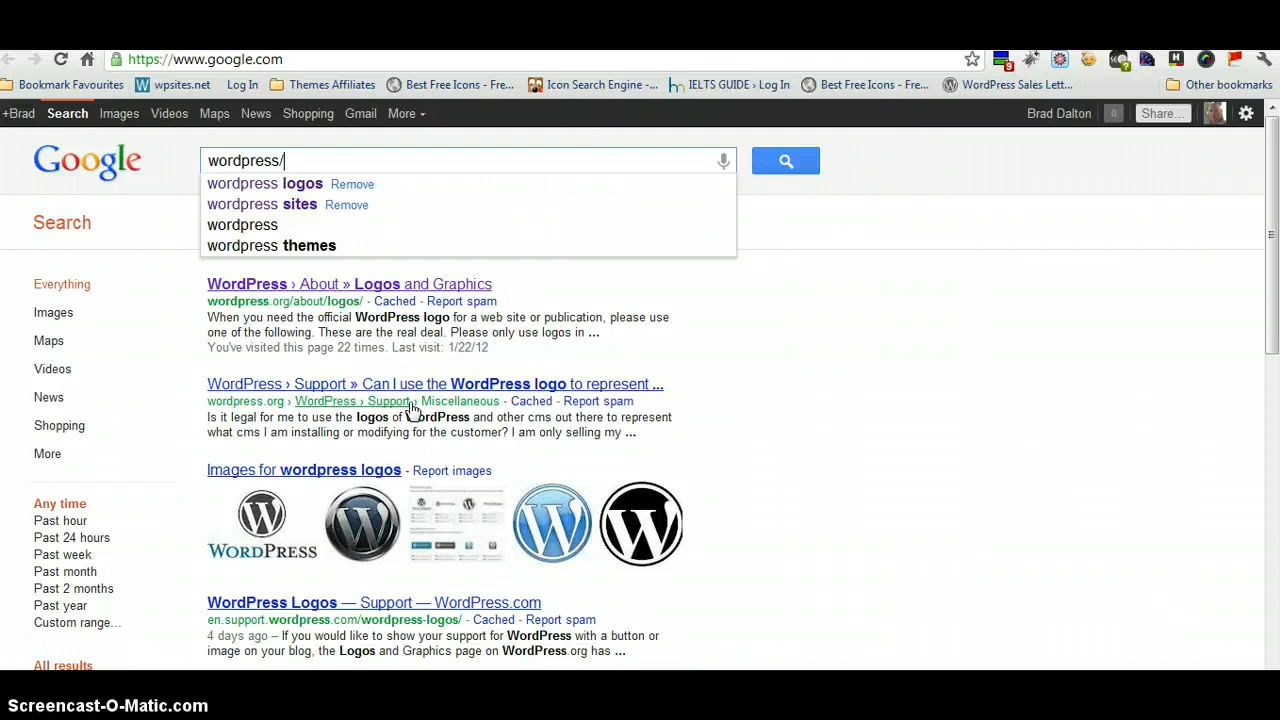 https://www.google.com
9
Bookmark Favourites wpsites.net Log In Themes Affiliates Best Free Icons - Fre... Icon Search Engine -... IELTS GUIDE › Log In Best Free Icons - Fre... WordPress Sales Lett... Other bookmarks
+Brad Search Images Videos Maps News Shopping Gmail More Brad Dalton 0 Share...
Google
wordpress/
wordpress logos Remove
wordpress sites Remove
wordpress
wordpress themes
Search
Everything
Images
Maps
Videos
News
Shopping
More
Any time
Past hour
Past 24 hours
Past week
Past month
Past 2 months
Past year
Custom range...
All results
WordPress › About » Logos and Graphics
wordpress.org/about/logos/ - Cached - Report spam
When you need the official WordPress logo for a web site or publication, please use
one of the following. These are the real deal. Please only use logos in ...
You've visited this page 22 times. Last visit: 1/22/12
WordPress › Support » Can I use the WordPress logo to represent ...
wordpress.org › WordPress › Support › Miscellaneous - Cached - Report spam
Is it legal for me to use the logos of WordPress and other cms out there to represent
what cms I am installing or modifying for the customer? I am only selling my ...
Images for wordpress logos - Report images
WORDPRESS
WordPress Logos — Support — WordPress.com
en.support.wordpress.com/wordpress-logos/ - Cached - Report spam
4 days ago – If you would like to show your support for WordPress with a button or
image on your blog, the Logos and Graphics page on WordPress.org has ...
Screencast-O-Matic.com